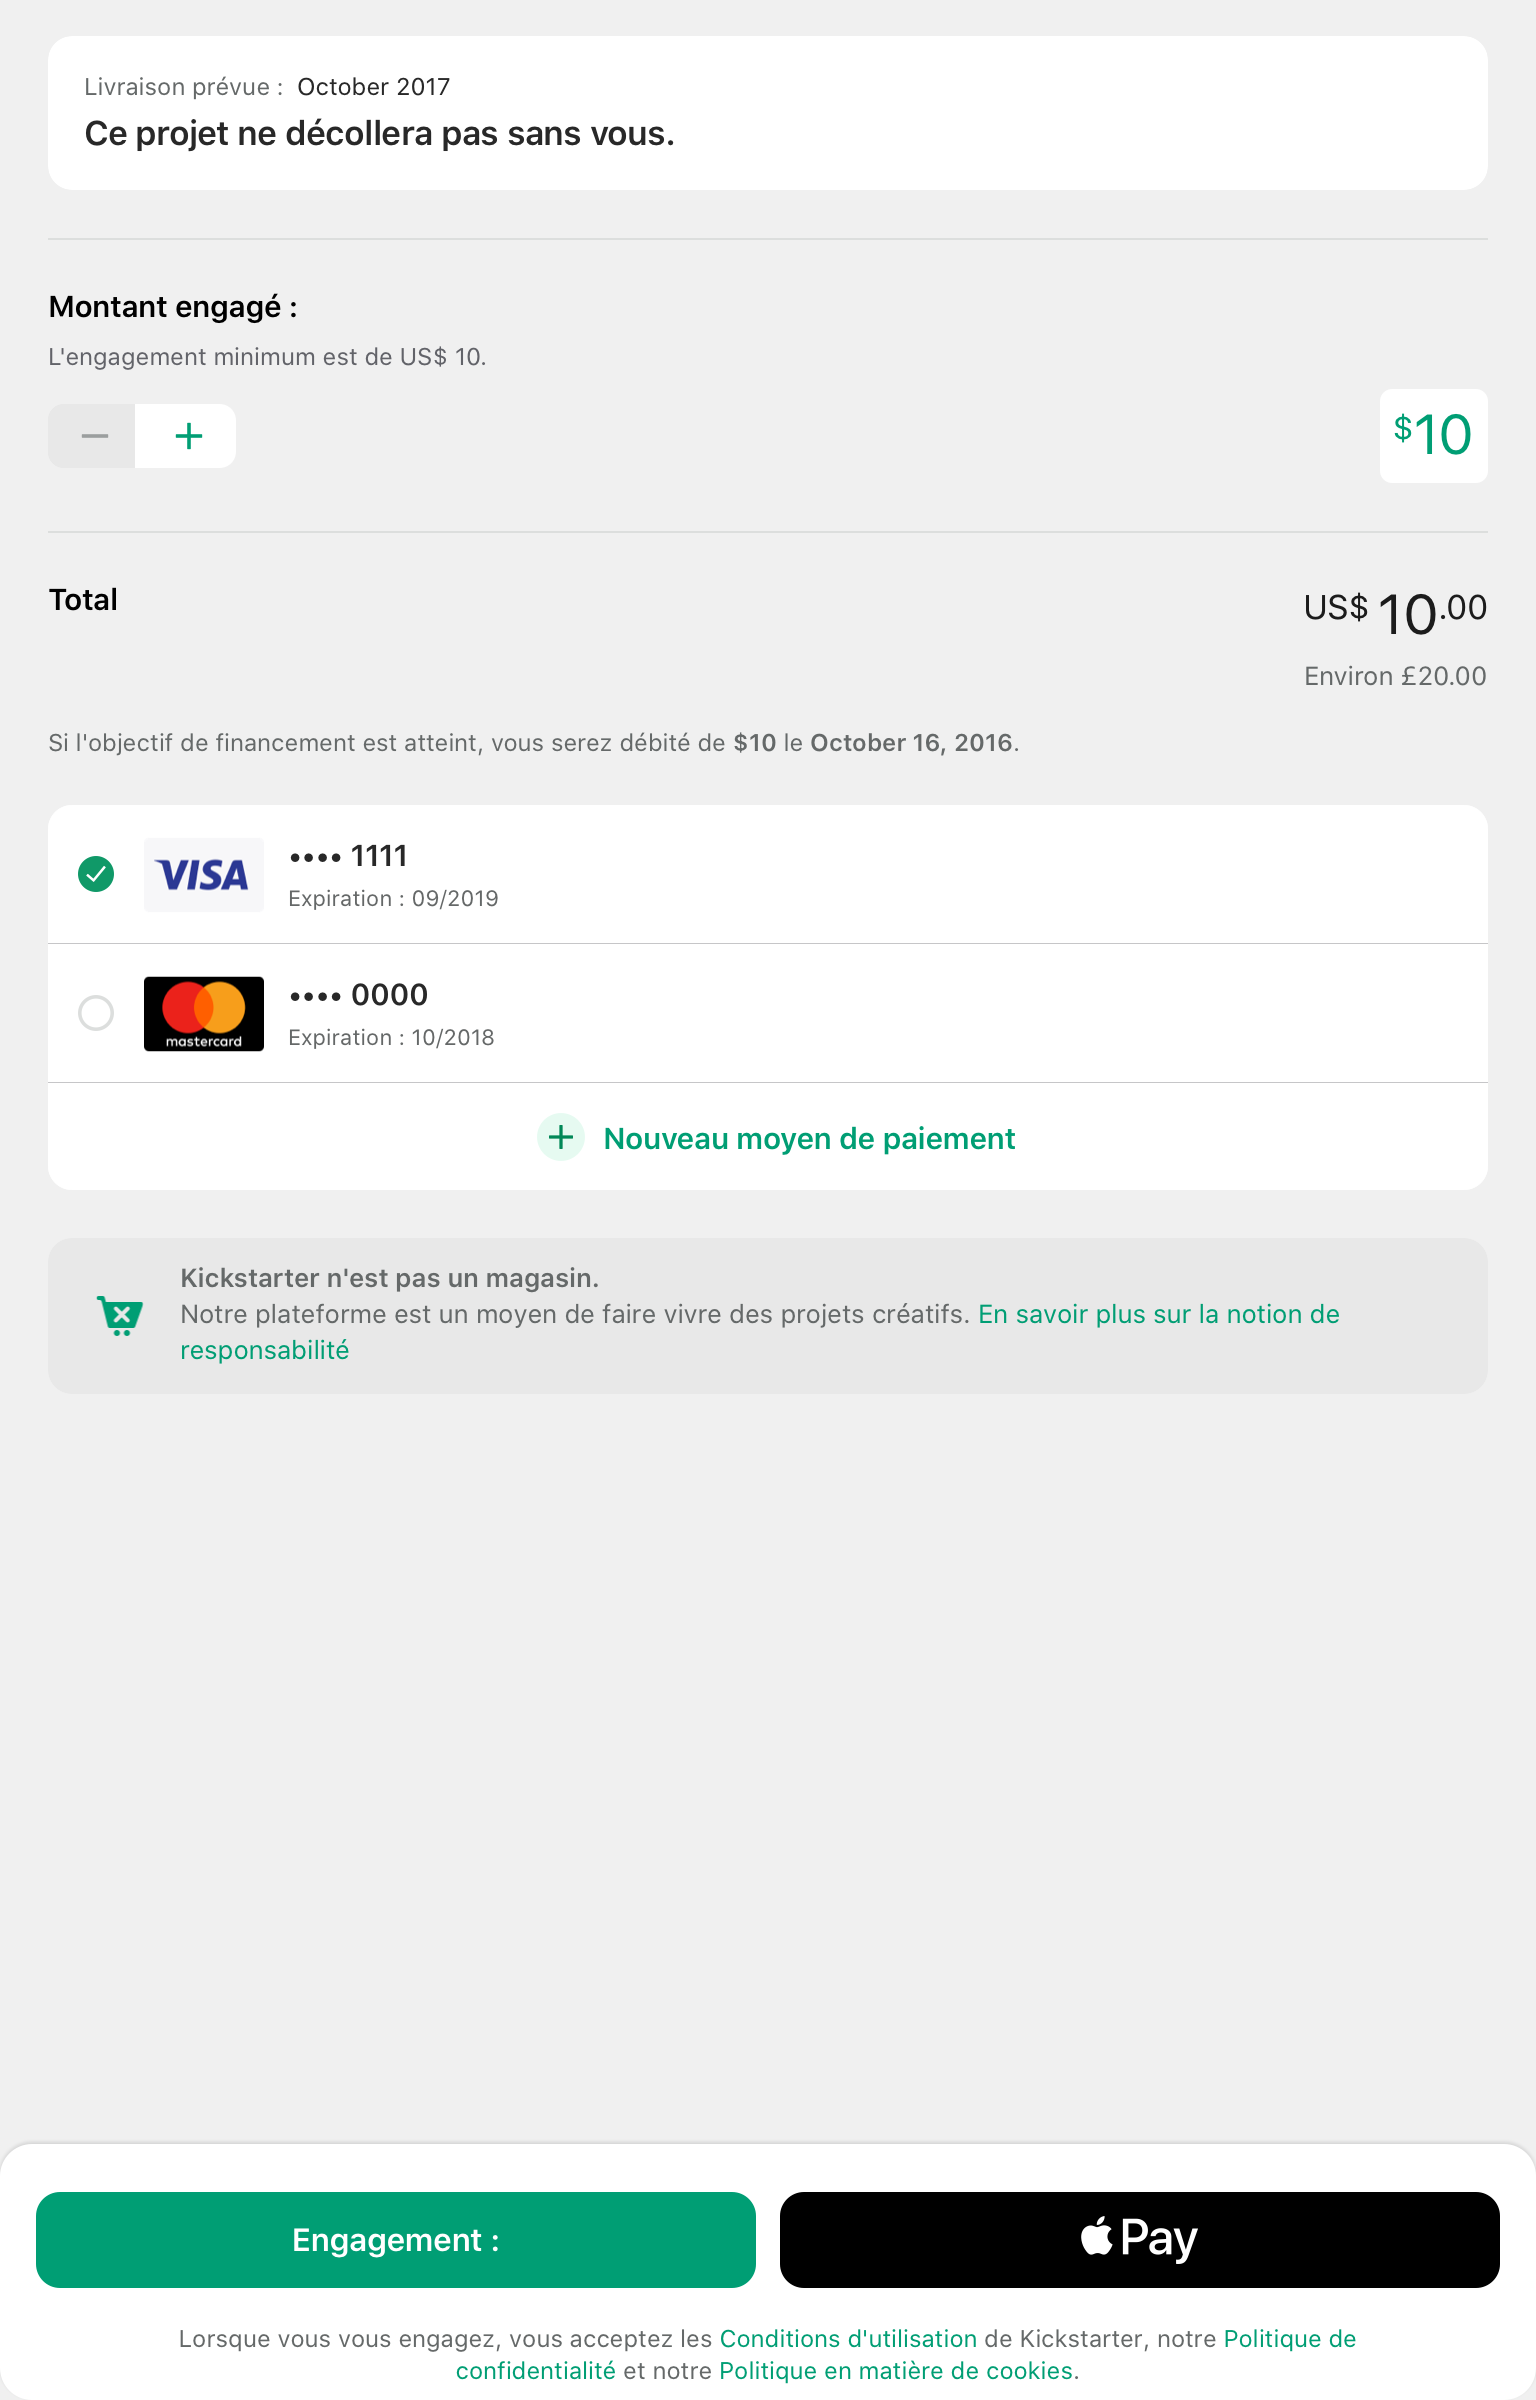 Livraison prévue : October 2017
Ce projet ne décollera pas sans vous.
Montant engagé :
L'engagement minimum est de US$ 10.
$10
Total
US$ 10.00
Environ £20.00
Si l'objectif de financement est atteint, vous serez débité de $10 le October 16, 2016.
VISA
•••• 1111
Expiration : 09/2019
mastercard
•••• 0000
Expiration : 10/2018
Nouveau moyen de paiement
Kickstarter n'est pas un magasin.
Notre plateforme est un moyen de faire vivre des projets créatifs. En savoir plus sur la notion de
responsabilité
Engagement :
Pay
Lorsque vous vous engagez, vous acceptez les Conditions d'utilisation de Kickstarter, notre Politique de
confidentialité et notre Politique en matière de cookies.